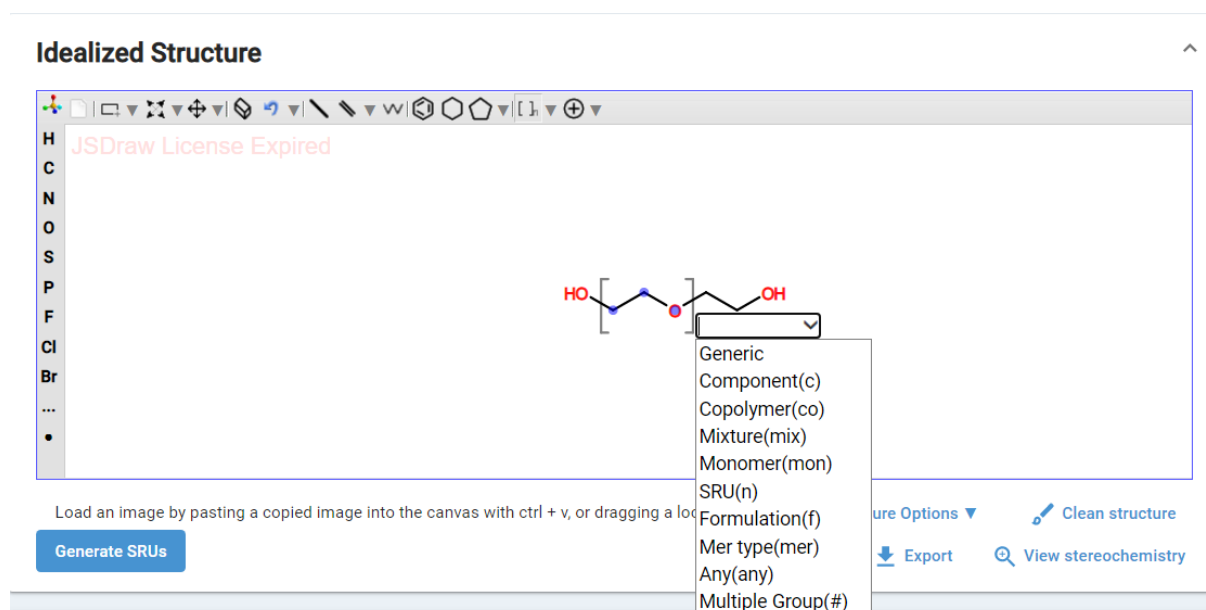 Idealized Structure
[ ]n
H
JSDraw License Expired
C
N
O
S
P
F
Cl
Br
...
HO
O
OH
Generic
Component(c)
Copolymer(co)
Mixture(mix)
Monomer(mon)
SRU(n)
Formulation(f)
Mer type(mer)
Any(any)
Multiple Group(#)
Load an image by pasting a copied image into the canvas with ctrl + v, or dragging a loc
ure Options ▼
Clean structure
Generate SRUs
Export
View stereochemistry